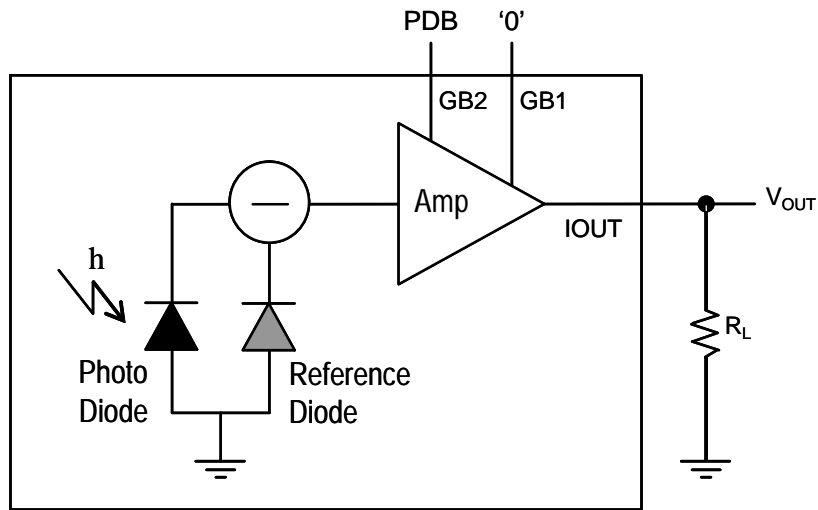 PDB '0'
GB2 GB1
Amp
IOUT
VOUT
h
Photo
Diode
Reference
Diode
RL